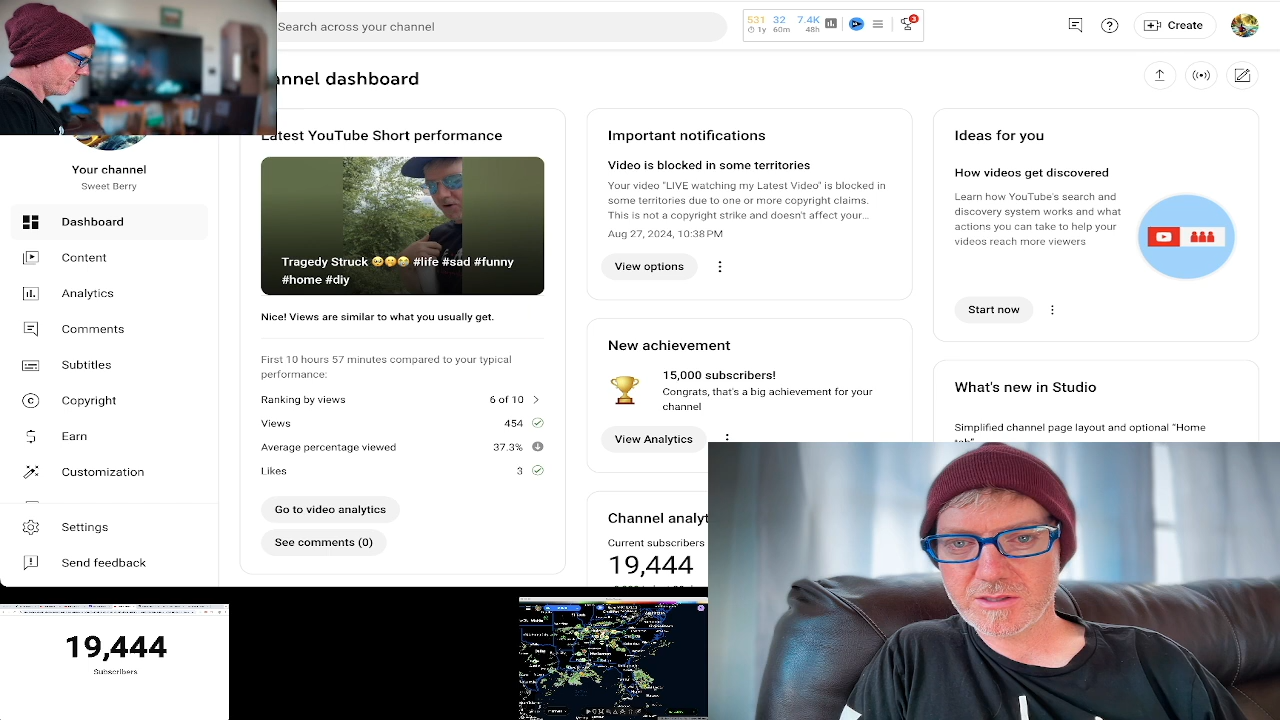 Search across your channel
531 32 7.4K
1y 60m 48h
3
Create
nnel dashboard
Your channel
Sweet Berry
Dashboard
Content
Analytics
Comments
Subtitles
Copyright
Earn
Customization
Settings
Send feedback
Latest YouTube Short performance
Tragedy Struck 🥺🤭😭 #life #sad #funny
#home #diy
Nice! Views are similar to what you usually get.
First 10 hours 57 minutes compared to your typical
performance:
Ranking by views 6 of 10
Views 454
Average percentage viewed 37.3%
Likes 3
Go to video analytics
See comments (0)
Important notifications
Video is blocked in some territories
Your video "LIVE watching my Latest Video" is blocked in
some territories due to one or more copyright claims.
This is not a copyright strike and doesn't affect your...
Aug 27, 2024, 10:38 PM
View options
New achievement
15,000 subscribers!
Congrats, that's a big achievement for your
channel
View Analytics
Channel analyt
Current subscribers
19,444
Ideas for you
How videos get discovered
Learn how YouTube's search and
discovery system works and what
actions you can take to help your
videos reach more viewers
Start now
What's new in Studio
Simplified channel page layout and optional "Home
19,444
Subscribers